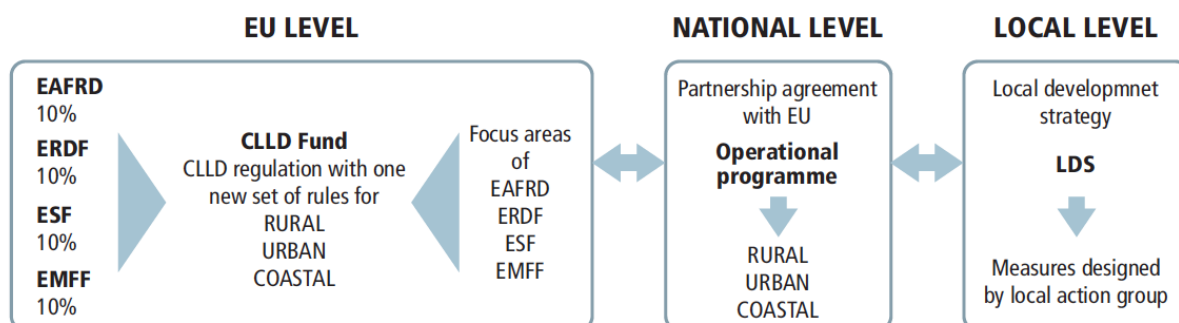 EU LEVEL
EAFRD
10%
ERDF
10%
ESF
10%
EMFF
10%
CLLD Fund
CLLD regulation with one
new set of rules for
RURAL
URBAN
COASTAL
Focus areas
of
EAFRD
ERDF
ESF
EMFF
NATIONAL LEVEL
Partnership agreement
with EU
Operational
programme
RURAL
URBAN
COASTAL
LOCAL LEVEL
Local developmnet
strategy
LDS
Measures designed
by local action group